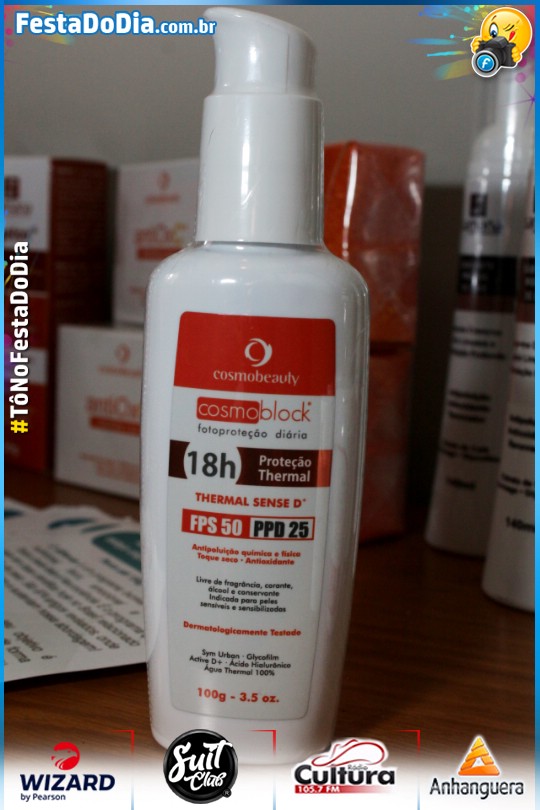 FestaDoDia.com.br
#TôNoFestaDoDia
cosmobeauty
cosmoblock®
fotoproteção diária
18h Proteção
Thermal
THERMAL SENSE D+
FPS 50 PPD 25
Antipoluição química e física
Toque seco · Antioxidante
Livre de fragrância, corante,
álcool e conservante
Indicado para peles
sensíveis e sensibilizadas
Dermatologicamente Testado
Sym Urban · Glycofilm
Active D+ · Ácido Hialurônico
Água Thermal 100%
100g - 3.5 oz.
WIZARD
by Pearson
Suit
Club
Rádio
Cultura
105.7 FM
Anhanguera